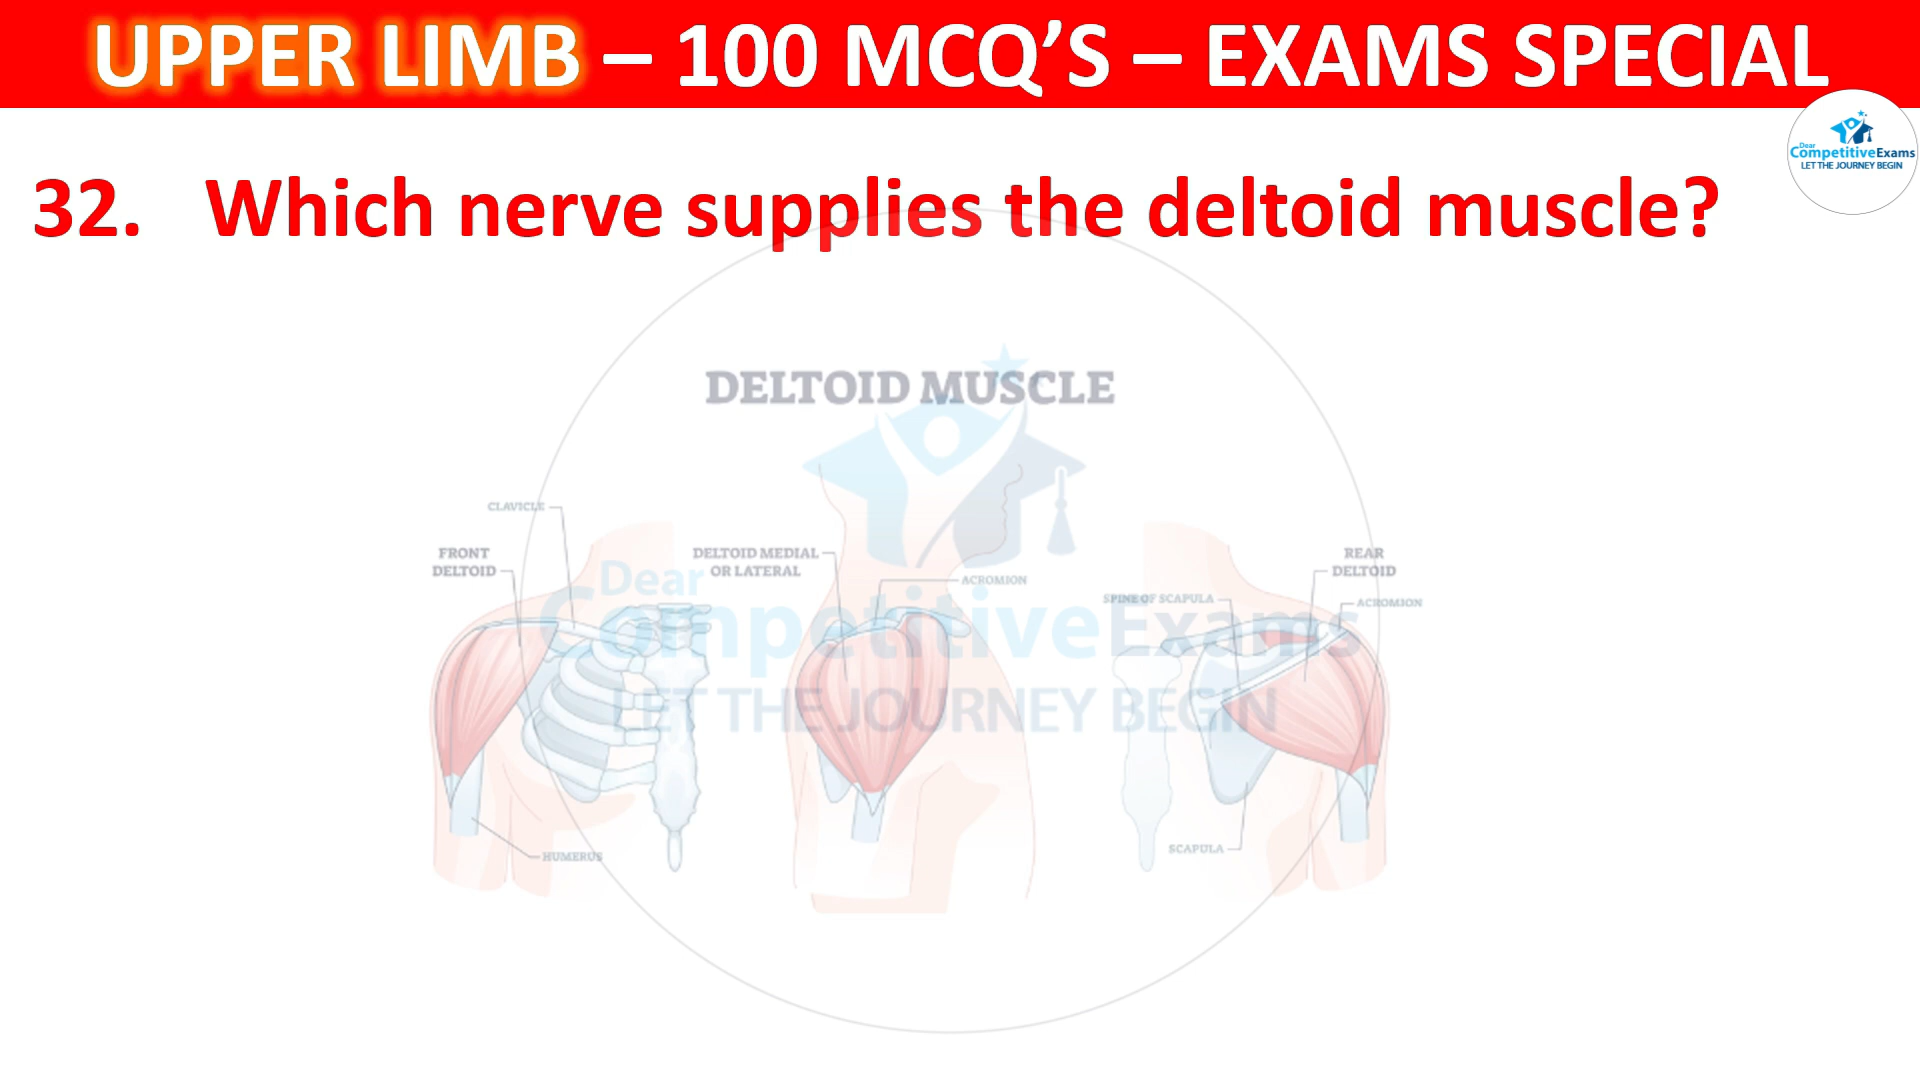 UPPER LIMB – 100 MCQ’S – EXAMS SPECIAL
Dear
CompetitiveExams
LET THE JOURNEY BEGIN
32. Which nerve supplies the deltoid muscle?
DELTOID MUSCLE
CLAVICLE
FRONT
DELTOID
DELTOID MEDIAL
OR LATERAL
ACROMION
REAR
DELTOID
SPINE OF SCAPULA
ACROMION
Dear
CompetitiveExams
LET THE JOURNEY BEGIN
HUMERUS
SCAPULA